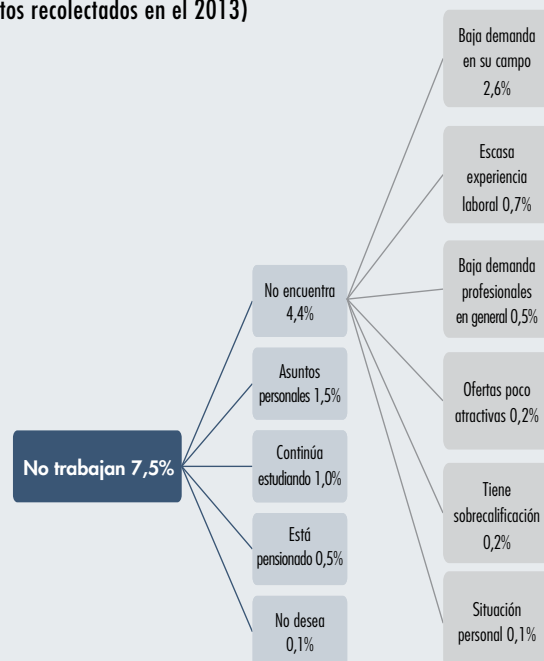 tos recolectados en el 2013)
No trabajan 7,5%
No encuentra
4,4%
Asuntos
personales 1,5%
Continúa
estudiando 1,0%
Está
pensionado 0,5%
No desea
0,1%
Baja demanda
en su campo
2,6%
Escasa
experiencia
laboral 0,7%
Baja demanda
profesionales
en general 0,5%
Ofertas poco
atractivas 0,2%
Tiene
sobrecalificación
0,2%
Situación
personal 0,1%